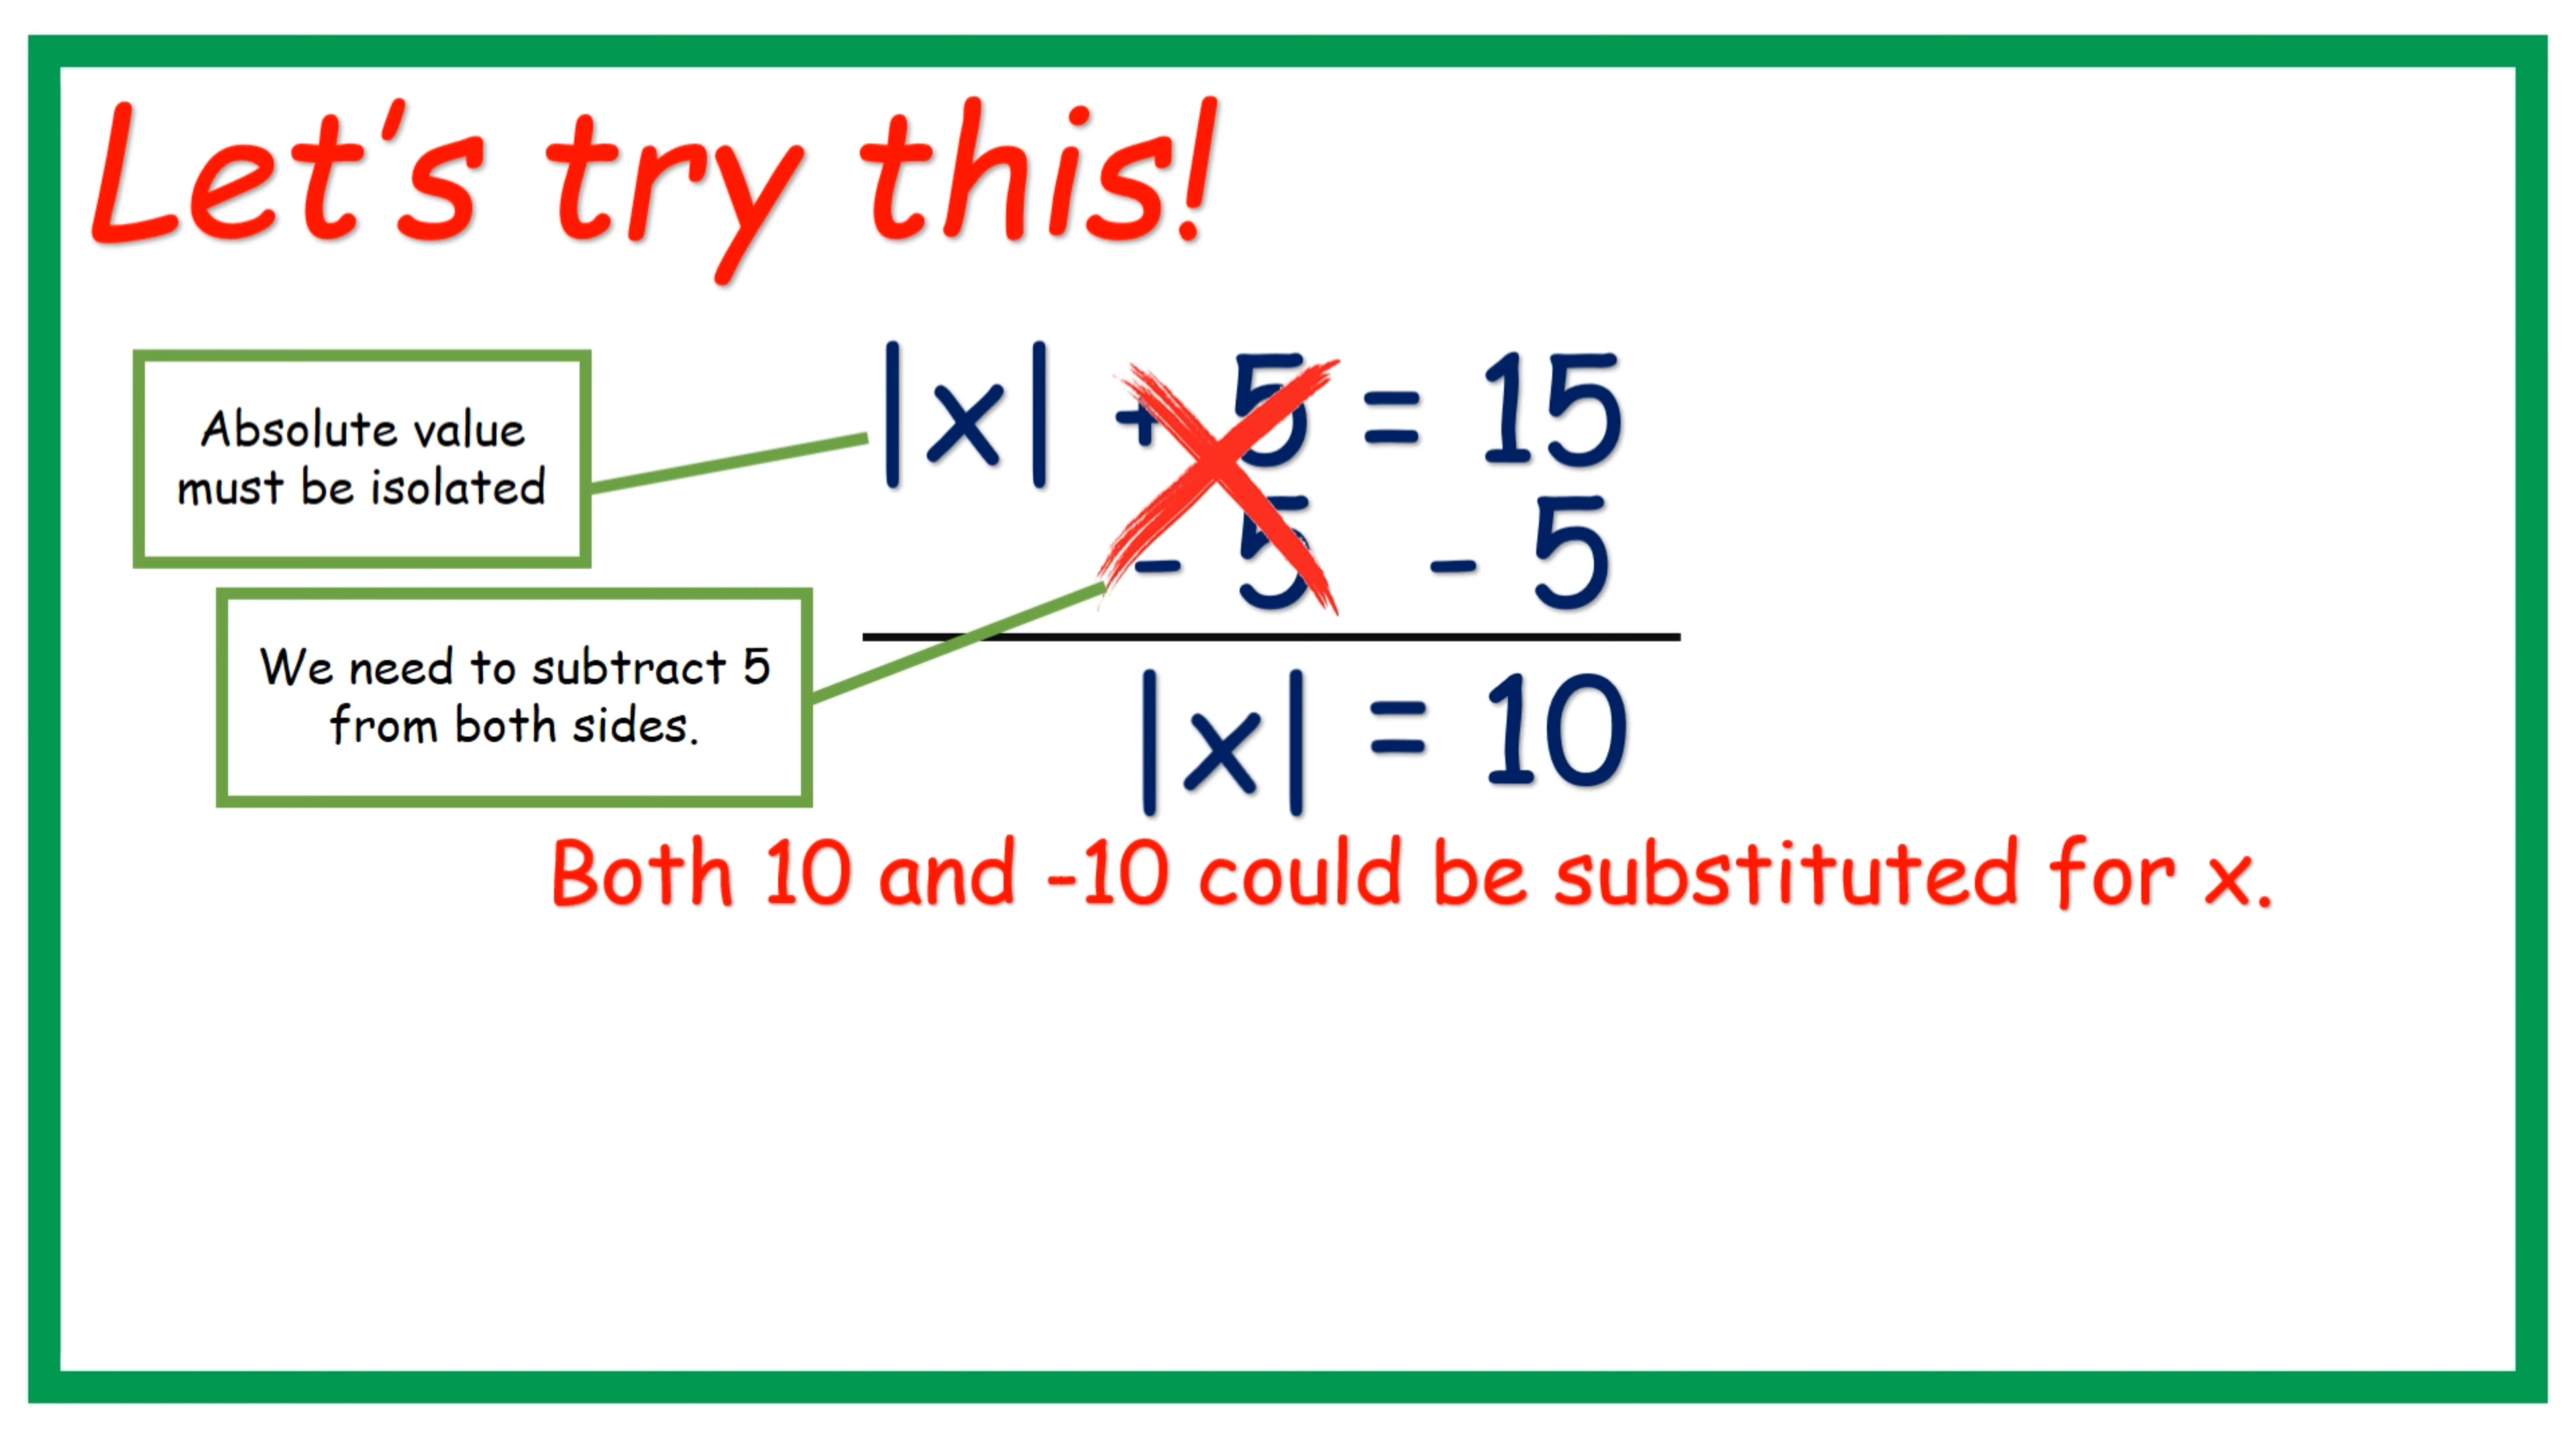 Let's try this!
Absolute value
must be isolated
|x| + 5 = 15
- 5 - 5
We need to subtract 5
from both sides.
|x| = 10
Both 10 and -10 could be substituted for x.